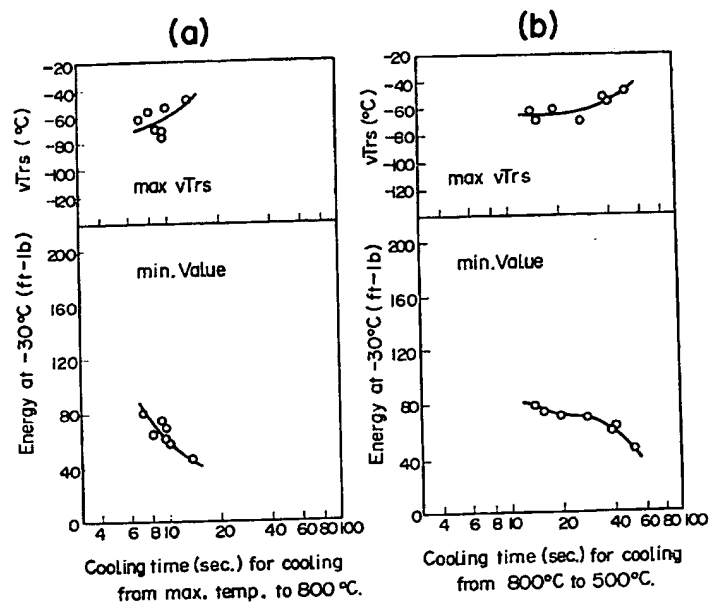 (a)
(b)
-20
-40
-60
-80
-100
-120
vTrs (°C)
max vTrs
-20
-40
-60
-80
-100
-120
vTrs (°C)
max vTrs
200
160
120
80
40
0
Energy at -30°C (ft-lb)
min.Value
4 6 8 10 20 40 60 80 100
Cooling time (sec.) for cooling
from max. temp. to 800°C.
200
160
120
80
40
0
Energy at -30°C (ft-lb)
min.Value
4 6 8 10 20 40 60 80 100
Cooling time (sec.) for cooling
from 800°C to 500°C.